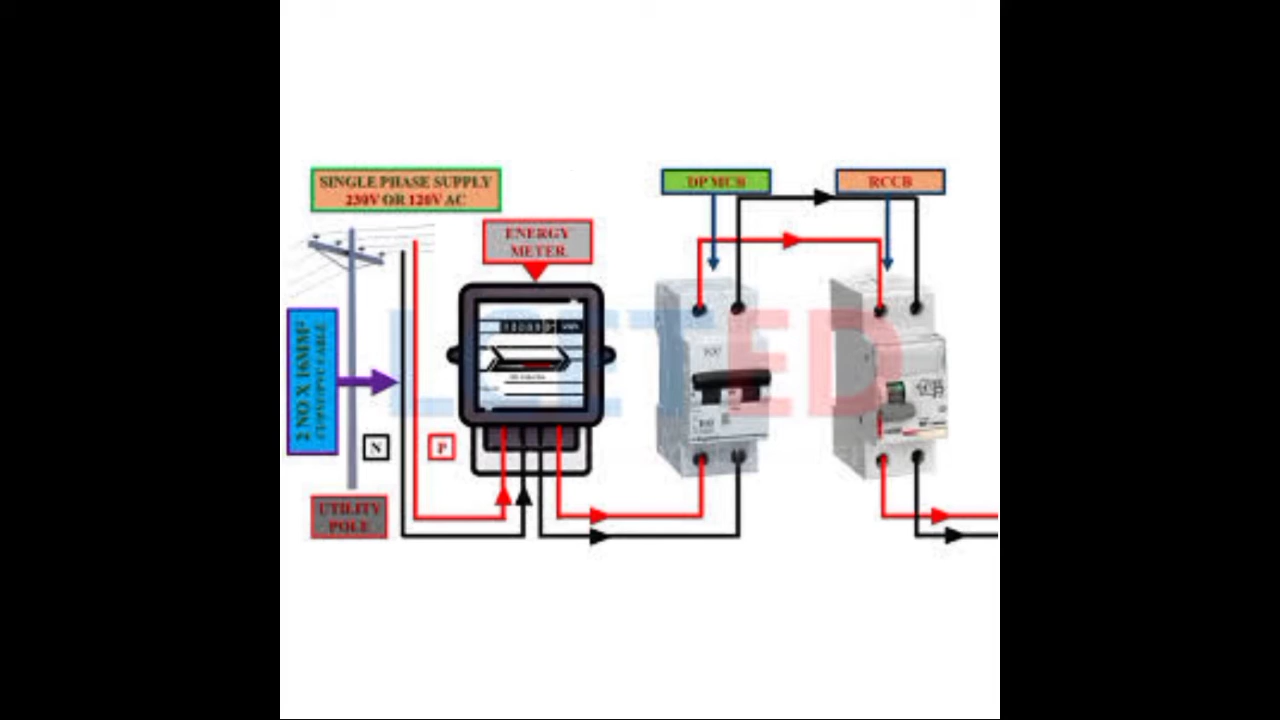 SINGLE PHASE SUPPLY
230V OR 120V AC
ENERGY
METER
DP MCB
RCCB
2 NO X 16MM²
N
P
UTILITY
POLE